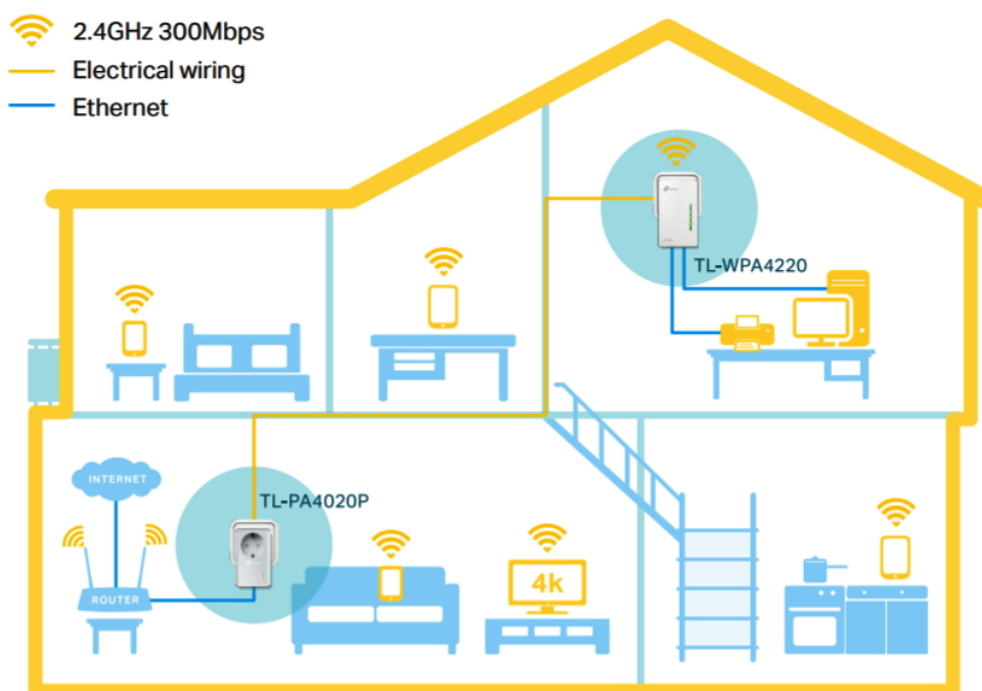 2.4GHz 300Mbps
Electrical wiring
Ethernet
TL-WPA4220
TL-PA4020P
INTERNET
ROUTER
4k